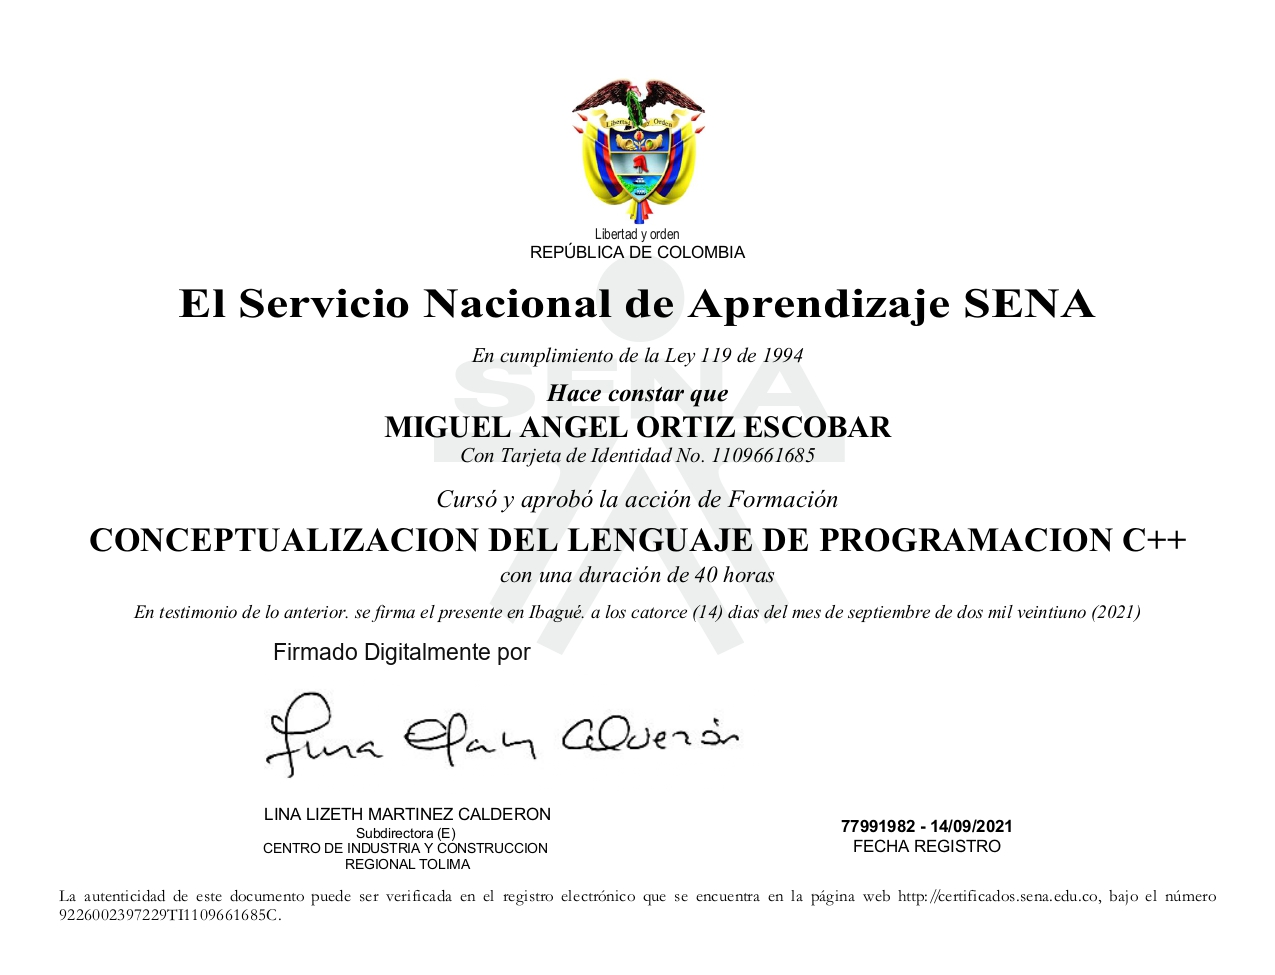 Libertad y Orden
Libertad y orden
REPÚBLICA DE COLOMBIA
El Servicio Nacional de Aprendizaje SENA
SENA
En cumplimiento de la Ley 119 de 1994
Hace constar que
MIGUEL ANGEL ORTIZ ESCOBAR
Con Tarjeta de Identidad No. 1109661685
Cursó y aprobó la acción de Formación
CONCEPTUALIZACION DEL LENGUAJE DE PROGRAMACION C++
con una duración de 40 horas
En testimonio de lo anterior. se firma el presente en Ibagué. a los catorce (14) dias del mes de septiembre de dos mil veintiuno (2021)
Firmado Digitalmente por
LINA LIZETH MARTINEZ CALDERON
Subdirectora (E)
CENTRO DE INDUSTRIA Y CONSTRUCCION
REGIONAL TOLIMA
77991982 - 14/09/2021
FECHA REGISTRO
La autenticidad de este documento puede ser verificada en el registro electrónico que se encuentra en la página web http://certificados.sena.edu.co, bajo el número
9226002397229TI1109661685C.